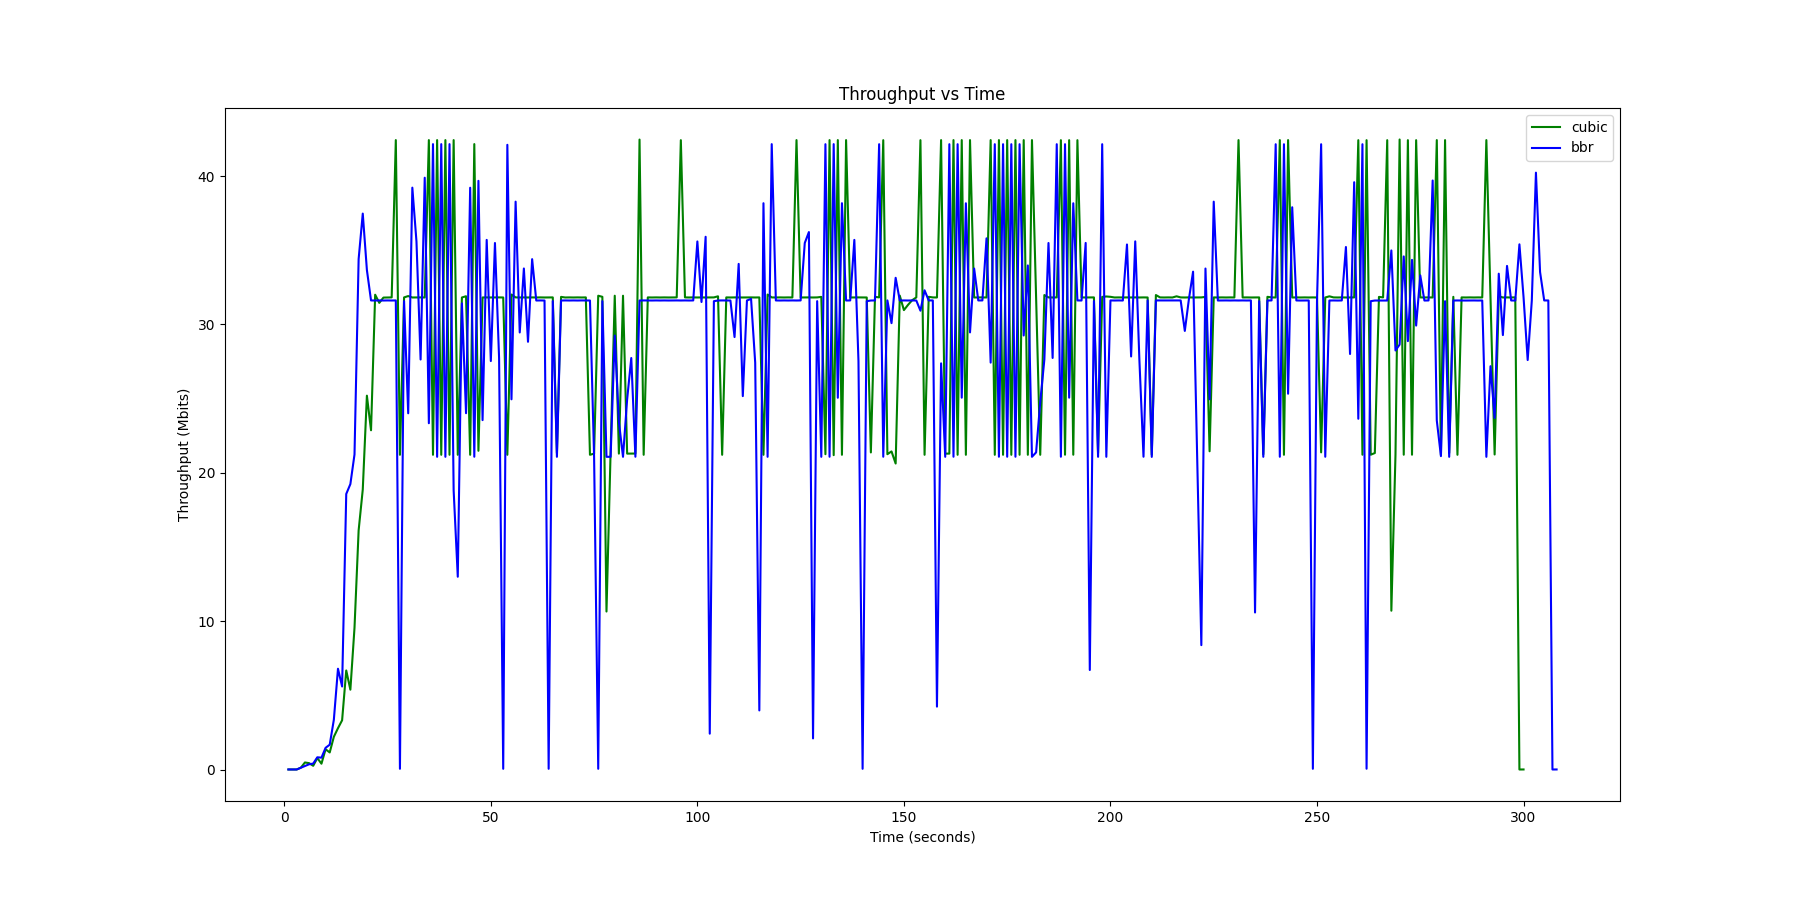 Throughput vs Time
cubic
bbr
Throughput (Mbits)
40
30
20
10
0
0 50 100 150 200 250 300
Time (seconds)